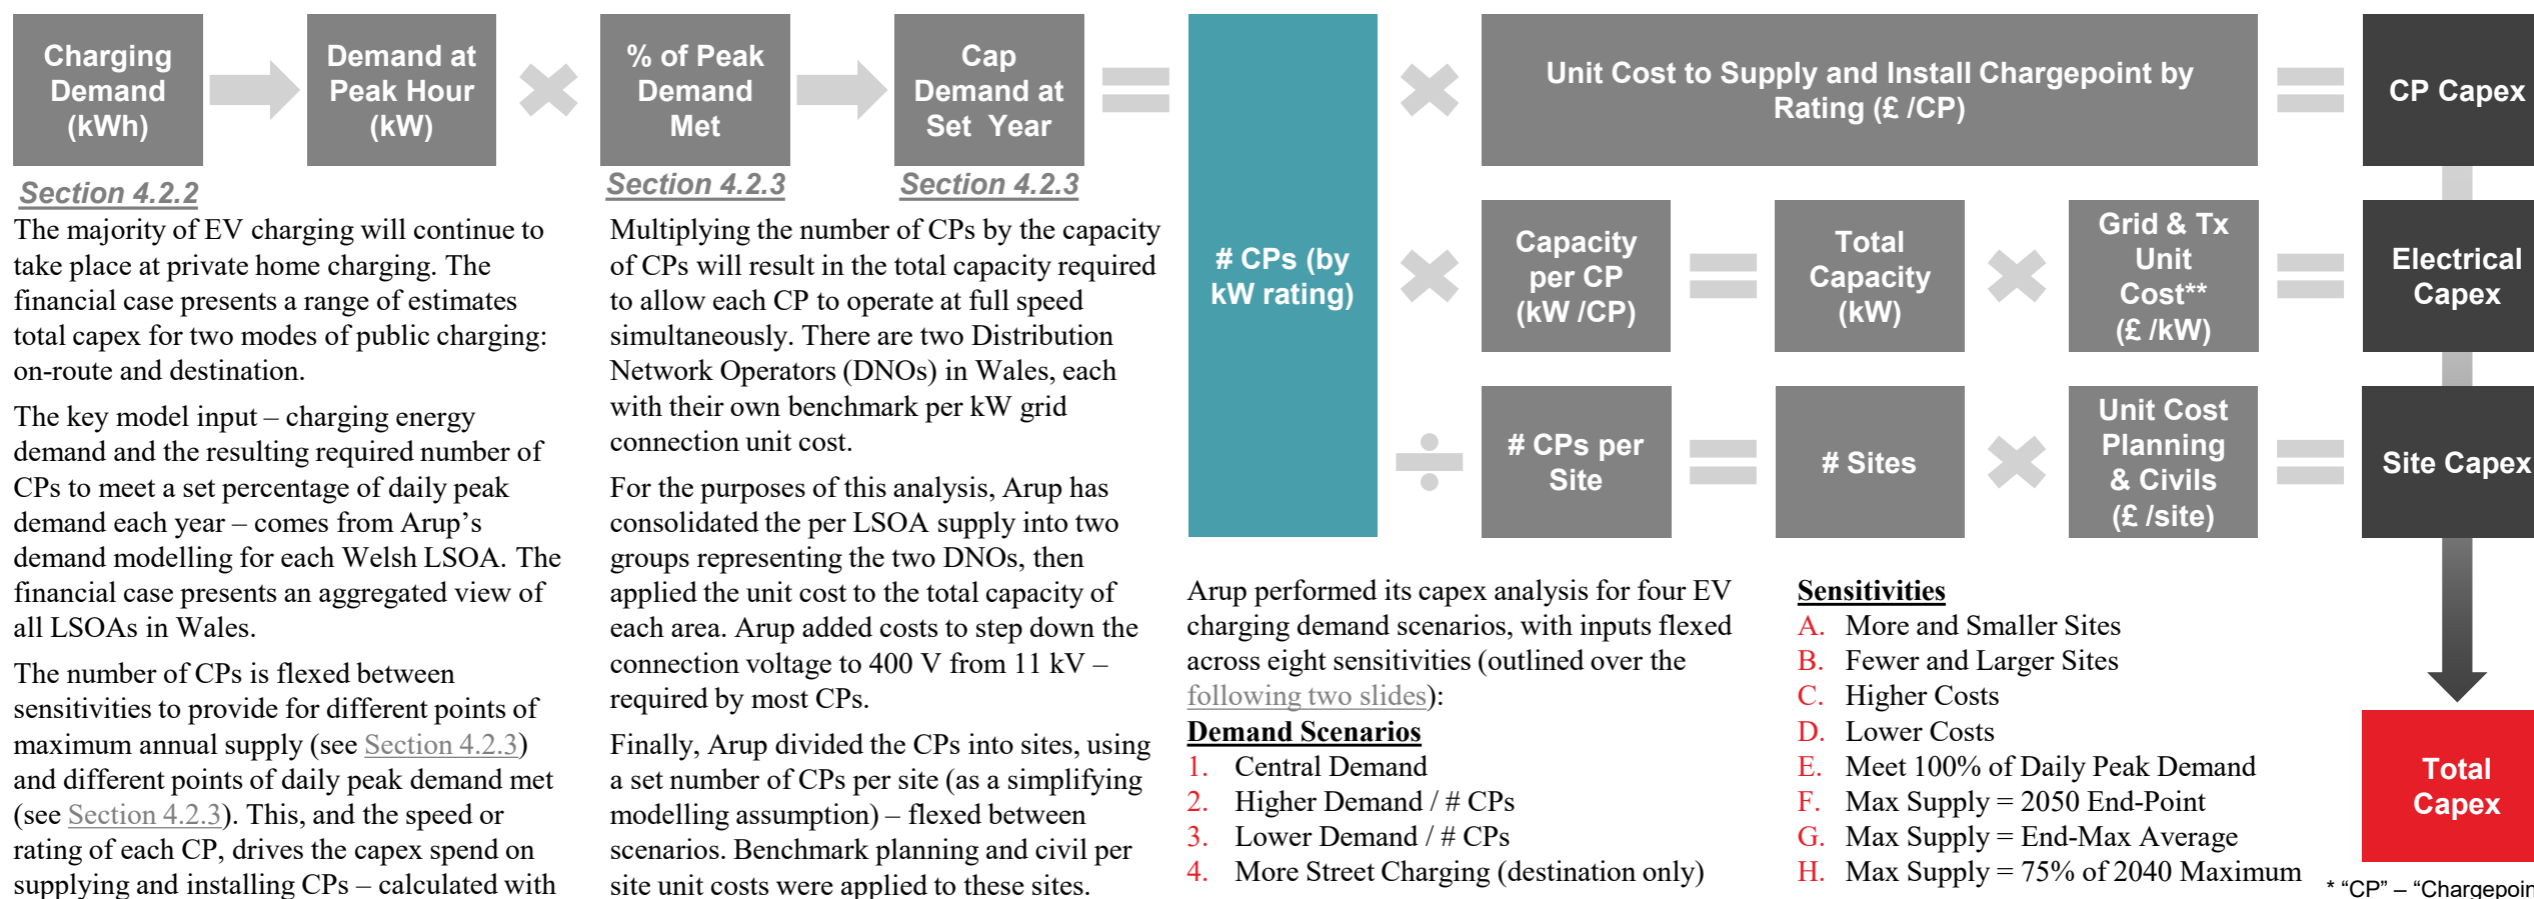 Charging
Demand
(kWh)
Demand at
Peak Hour
(kW)
% of Peak
Demand
Met
Cap
Demand at
Set Year
# CPs (by
kW rating)
Unit Cost to Supply and Install Chargepoint by
Rating (£ /CP)
CP Capex
Capacity
per CP
(kW /CP)
Total
Capacity
(kW)
Grid & Tx
Unit
Cost**
(£ /kW)
Electrical
Capex
# CPs per
Site
# Sites
Unit Cost
Planning
& Civils
(£ /site)
Site Capex
Total
Capex
Section 4.2.2
Section 4.2.3
Section 4.2.3
The majority of EV charging will continue to
take place at private home charging. The
financial case presents a range of estimates
total capex for two modes of public charging:
on-route and destination.
The key model input – charging energy
demand and the resulting required number of
CPs to meet a set percentage of daily peak
demand each year – comes from Arup’s
demand modelling for each Welsh LSOA. The
financial case presents an aggregated view of
all LSOAs in Wales.
The number of CPs is flexed between
sensitivities to provide for different points of
maximum annual supply (see Section 4.2.3)
and different points of daily peak demand met
(see Section 4.2.3). This, and the speed or
rating of each CP, drives the capex spend on
supplying and installing CPs – calculated with
Multiplying the number of CPs by the capacity
of CPs will result in the total capacity required
to allow each CP to operate at full speed
simultaneously. There are two Distribution
Network Operators (DNOs) in Wales, each
with their own benchmark per kW grid
connection unit cost.
For the purposes of this analysis, Arup has
consolidated the per LSOA supply into two
groups representing the two DNOs, then
applied the unit cost to the total capacity of
each area. Arup added costs to step down the
connection voltage to 400 V from 11 kV –
required by most CPs.
Finally, Arup divided the CPs into sites, using
a set number of CPs per site (as a simplifying
modelling assumption) – flexed between
scenarios. Benchmark planning and civil per
site unit costs were applied to these sites.
Arup performed its capex analysis for four EV
charging demand scenarios, with inputs flexed
across eight sensitivities (outlined over the
following two slides):
Demand Scenarios
1. Central Demand
2. Higher Demand / # CPs
3. Lower Demand / # CPs
4. More Street Charging (destination only)
Sensitivities
A. More and Smaller Sites
B. Fewer and Larger Sites
C. Higher Costs
D. Lower Costs
E. Meet 100% of Daily Peak Demand
F. Max Supply = 2050 End-Point
G. Max Supply = End-Max Average
H. Max Supply = 75% of 2040 Maximum
* “CP” – “Chargepoin